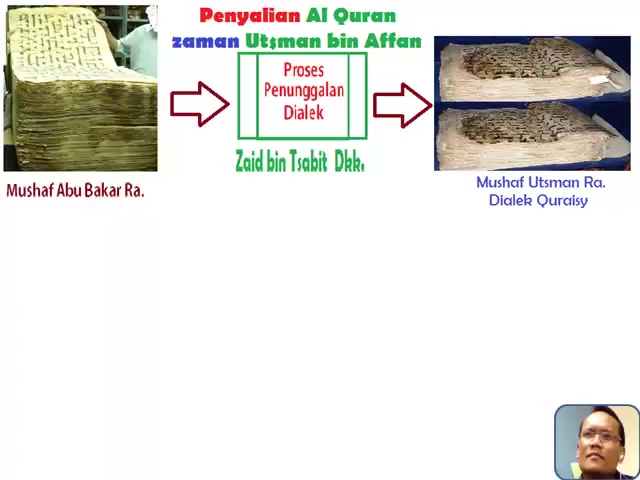 Penyalian Al Quran
zaman Utsman bin Affan
Proses
Penunggalan
Dialek
Zaid bin Tsabit Dkk.
Mushaf Abu Bakar Ra.
Mushaf Utsman Ra.
Dialek Quraisy